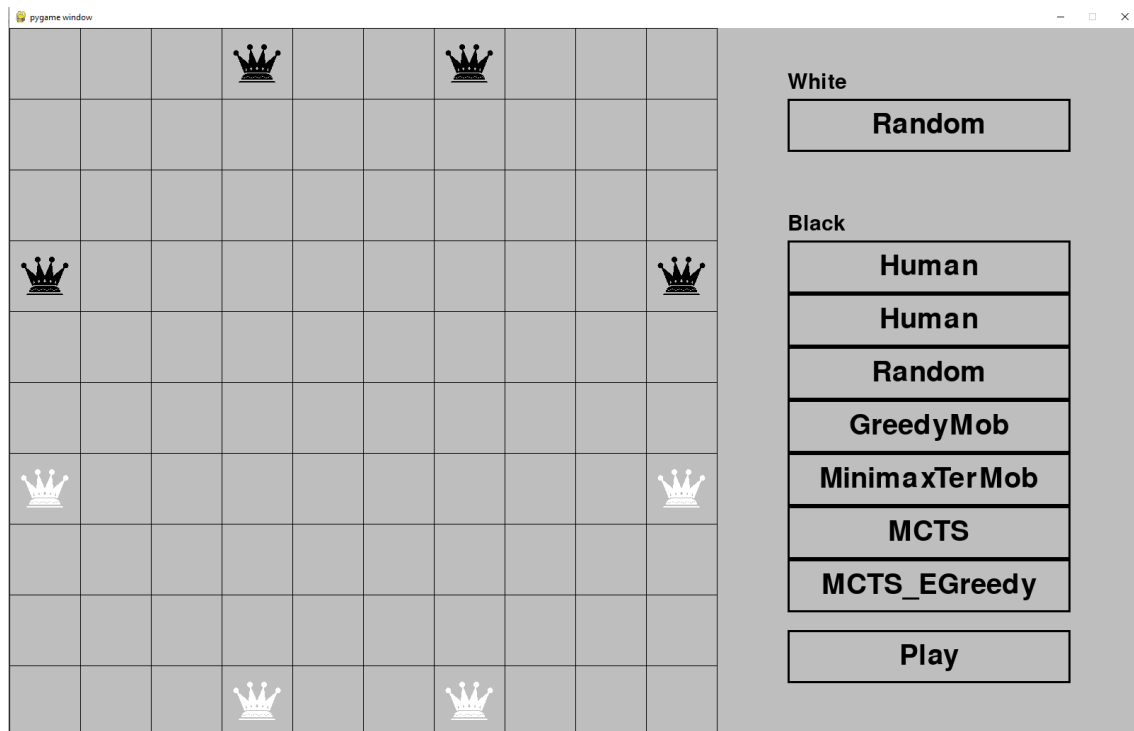 pygame window
White
Random
Black
Human
Human
Random
GreedyMob
MinimaxTerMob
MCTS
MCTS_EGreedy
Play